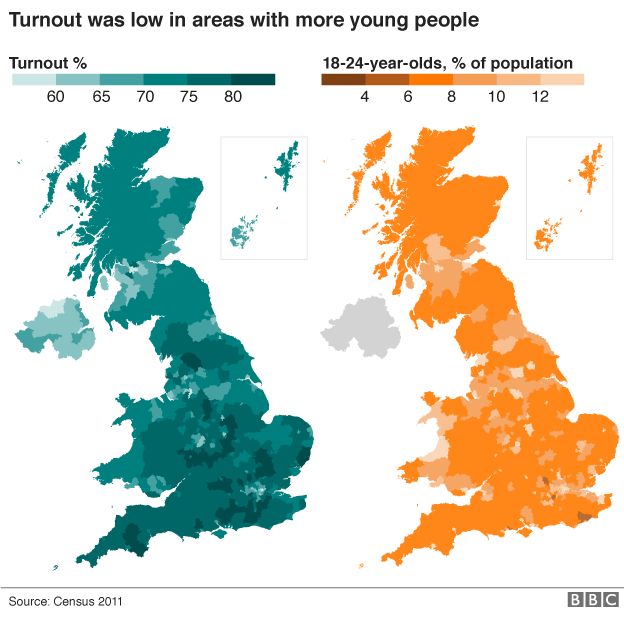 Turnout was low in areas with more young people
Turnout %
60 65 70 75 80
18-24-year-olds, % of population
4 6 8 10 12
Source: Census 2011
BBC